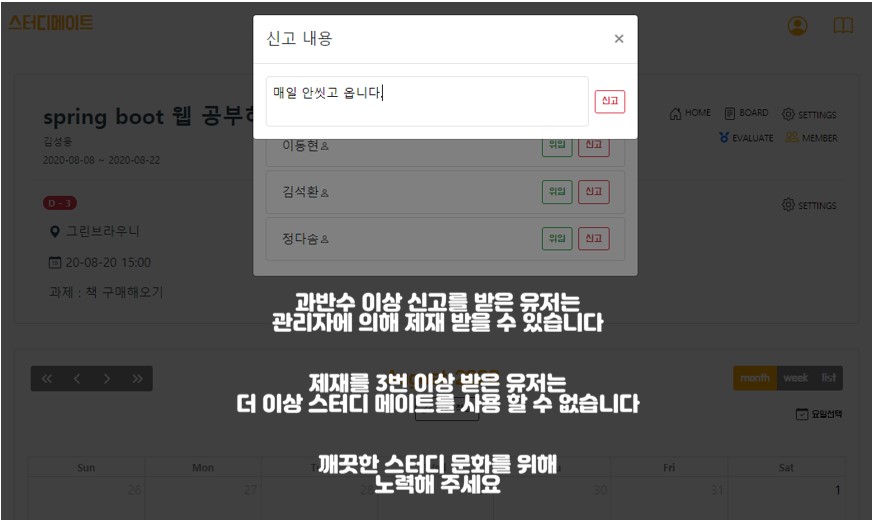 스터디메이트
신고 내용
×
매일 안씻고 옵니다.
신고
spring boot 웹 공부하
김성웅
2020-08-08 ~ 2020-08-22
HOME
BOARD
SETTINGS
EVALUATE
MEMBER
이동현
위임
신고
김석환
위임
신고
정다솜
위임
신고
D - 3
그린브라우니
20-08-20 15:00
과제 : 책 구매해오기
SETTINGS
과반수 이상 신고를 받은 유저는
관리자에 의해 제재 받을 수 있습니다
제재를 3번 이상 받은 유저는
더 이상 스터디 메이트를 사용 할 수 없습니다
month week list
요일선택
깨끗한 스터디 문화를 위해
노력해 주세요
Sun Mon Fri Sat
26 27 28 30 31 1